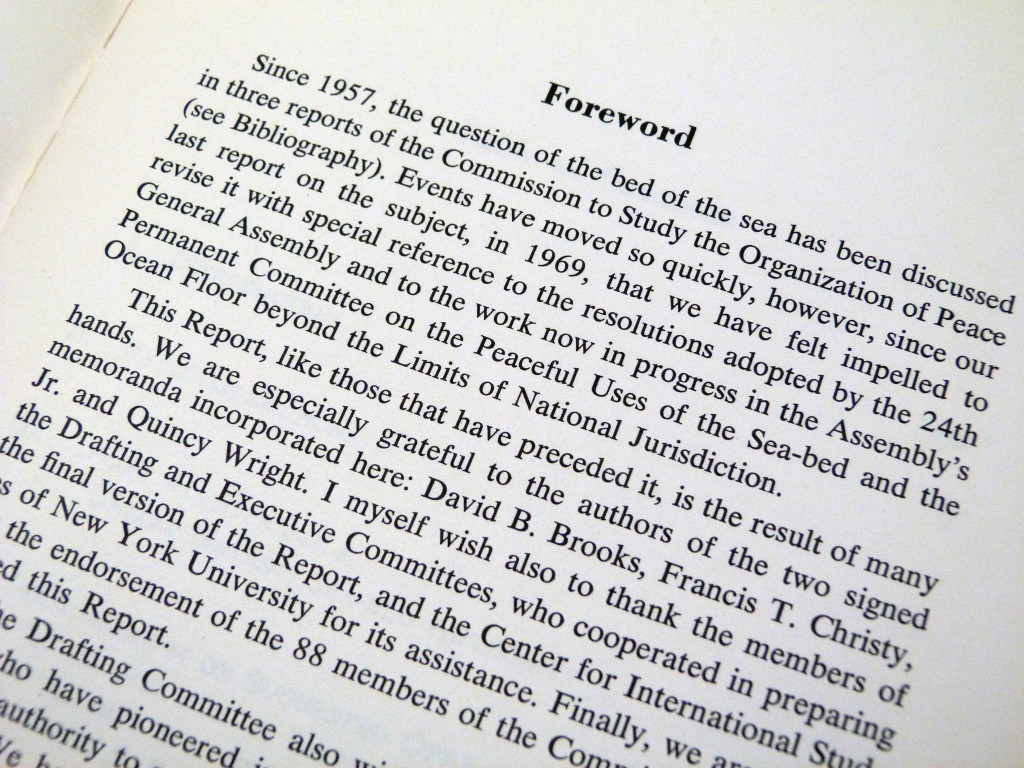 Foreword
Since 1957, the question of the bed of the sea has been discussed
in three reports of the Commission to Study the Organization of Peace
(see Bibliography). Events have moved so quickly, however, since our
last report on the subject, in 1969, that we have felt impelled to
revise it with special reference to the resolutions adopted by the 24th
General Assembly and to the work now in progress in the Assembly's
Permanent Committee on the Peaceful Uses of the Sea-bed and the
Ocean Floor beyond the Limits of National Jurisdiction.
This Report, like those that have preceded it, is the result of many
hands. We are especially grateful to the authors of the two signed
memoranda incorporated here: David B. Brooks, Francis T. Christy,
Jr. and Quincy Wright. I myself wish also to thank the members of
the Drafting and Executive Committees, who cooperated in preparing
the final version of the Report, and the Center for International
of New York University for its assistance. Finally, we
the endorsement of the 88 members of the
this Report.
Drafting Committee also
have pioneered
authority to